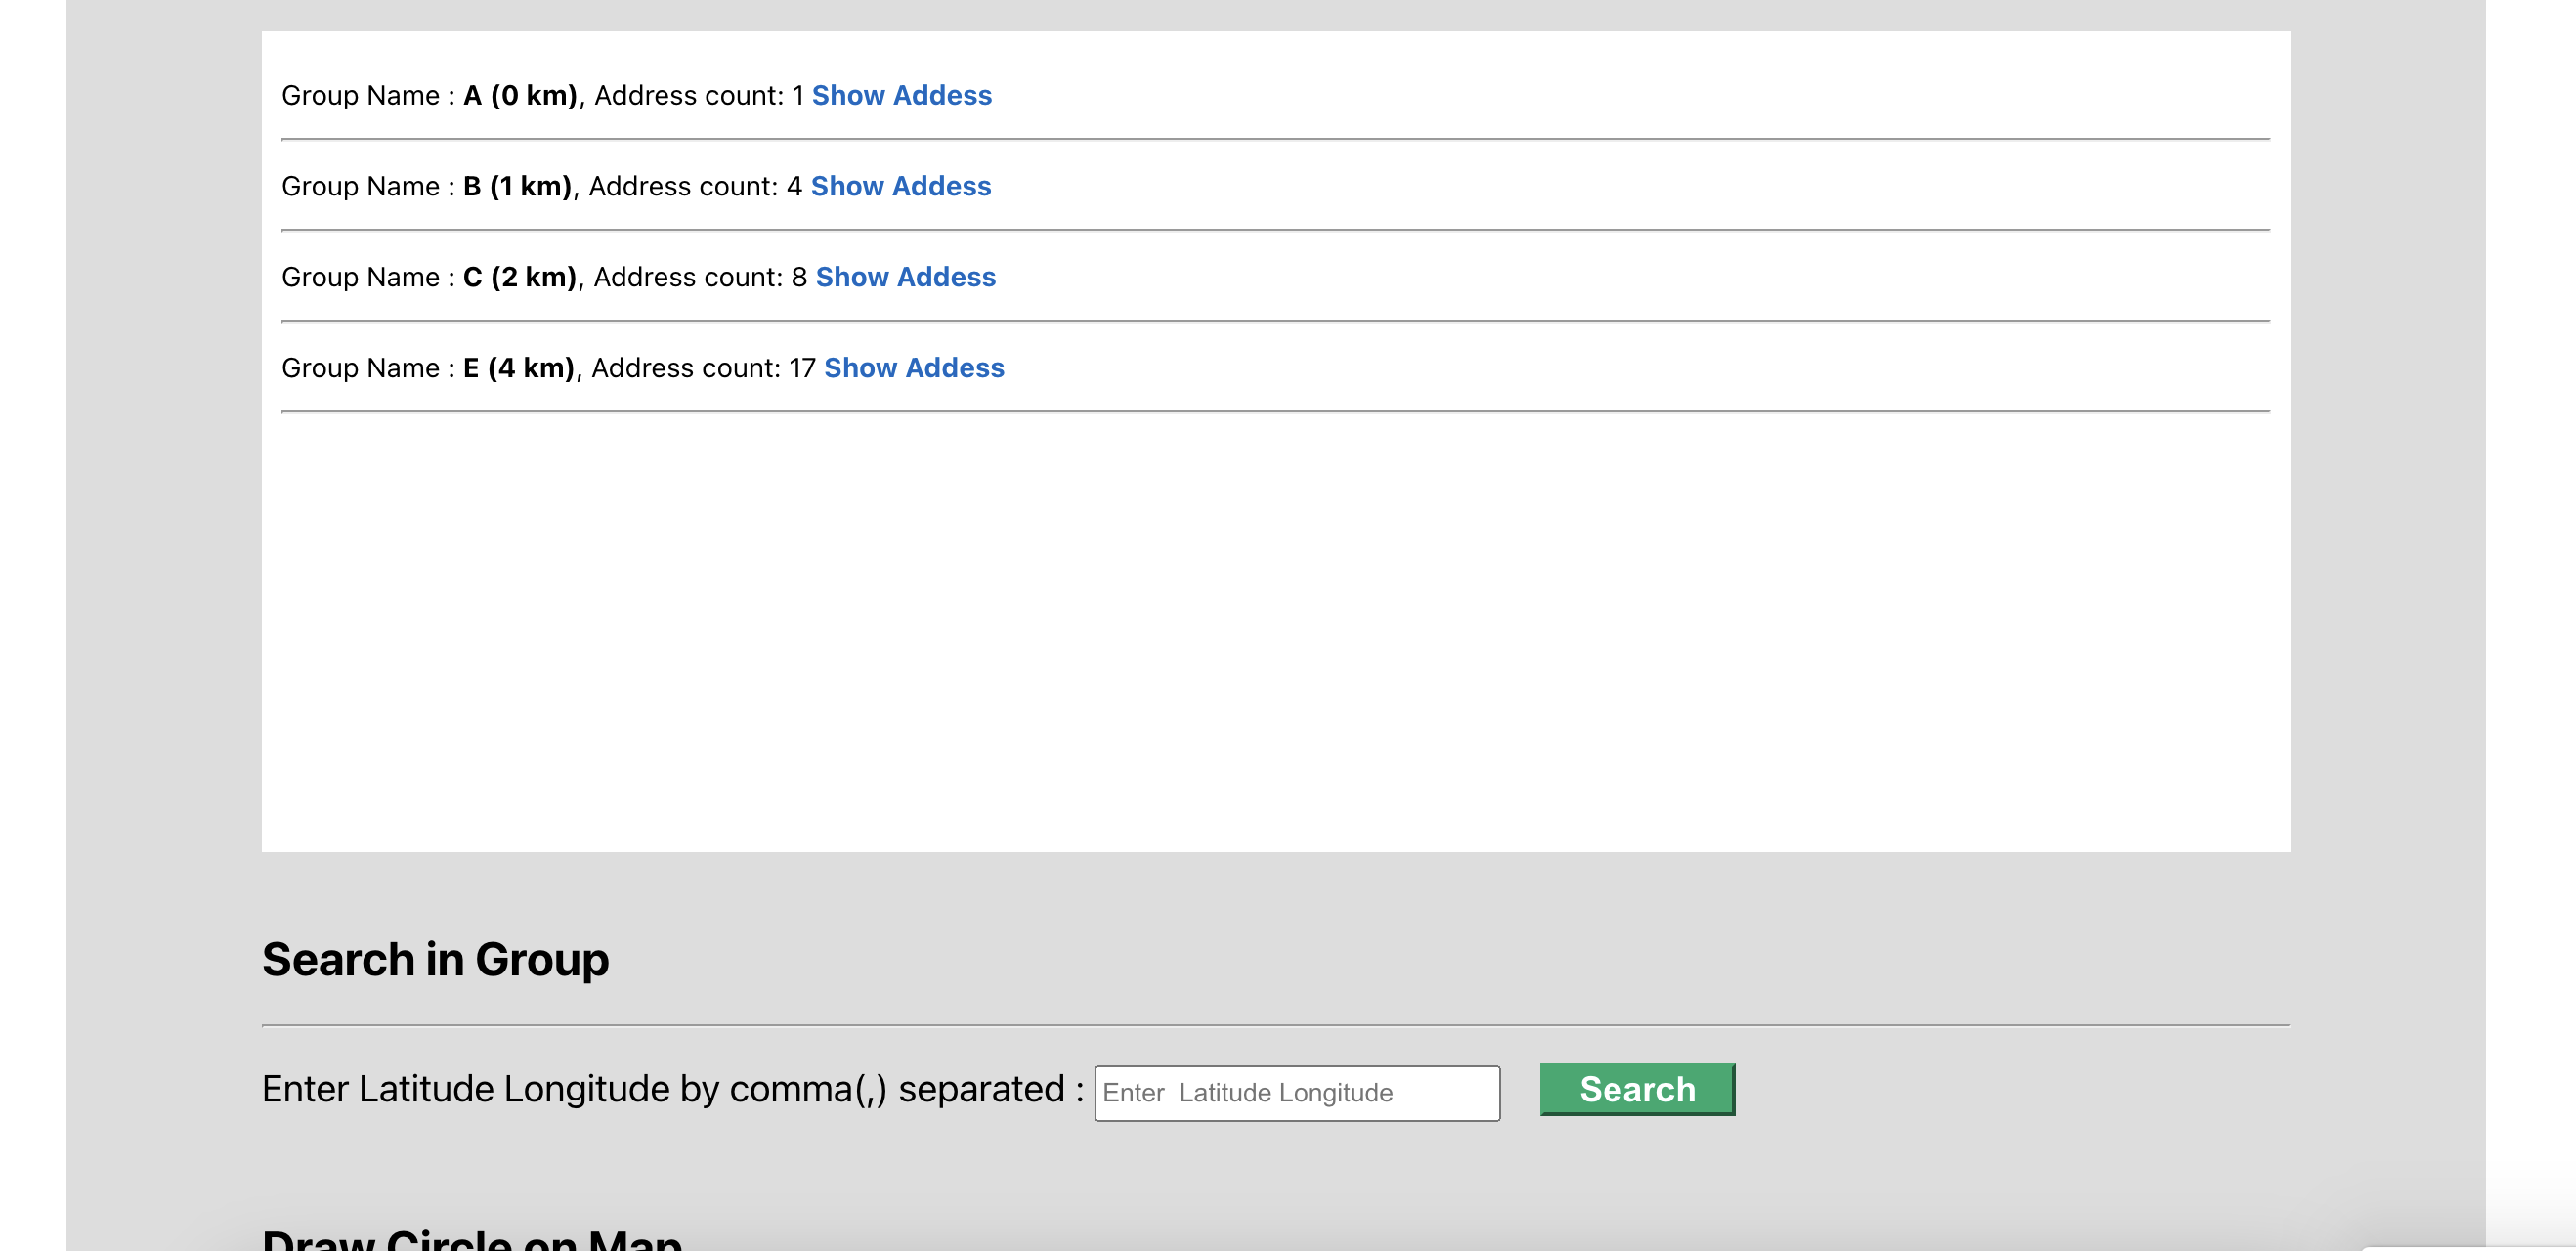 Group Name : A (0 km), Address count: 1 Show Addess
Group Name : B (1 km), Address count: 4 Show Addess
Group Name : C (2 km), Address count: 8 Show Addess
Group Name : E (4 km), Address count: 17 Show Addess
Search in Group
Enter Latitude Longitude by comma(,) separated : Enter  Latitude Longitude Search
Draw Circle on Map